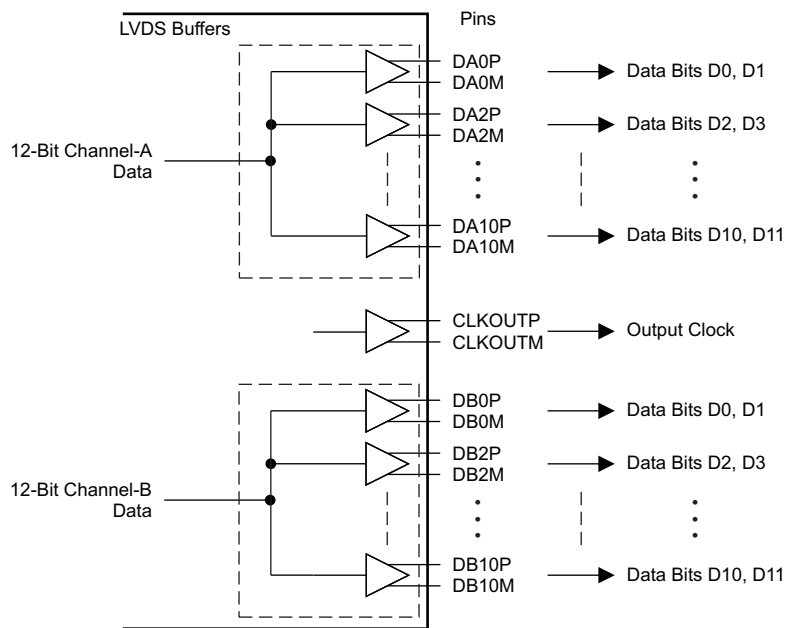 LVDS Buffers
Pins
DA0P
DA0M
Data Bits D0, D1
DA2P
DA2M
Data Bits D2, D3
12-Bit Channel-A
Data
DA10P
DA10M
Data Bits D10, D11
CLKOUTP
CLKOUTM
Output Clock
DB0P
DB0M
Data Bits D0, D1
DB2P
DB2M
Data Bits D2, D3
12-Bit Channel-B
Data
DB10P
DB10M
Data Bits D10, D11